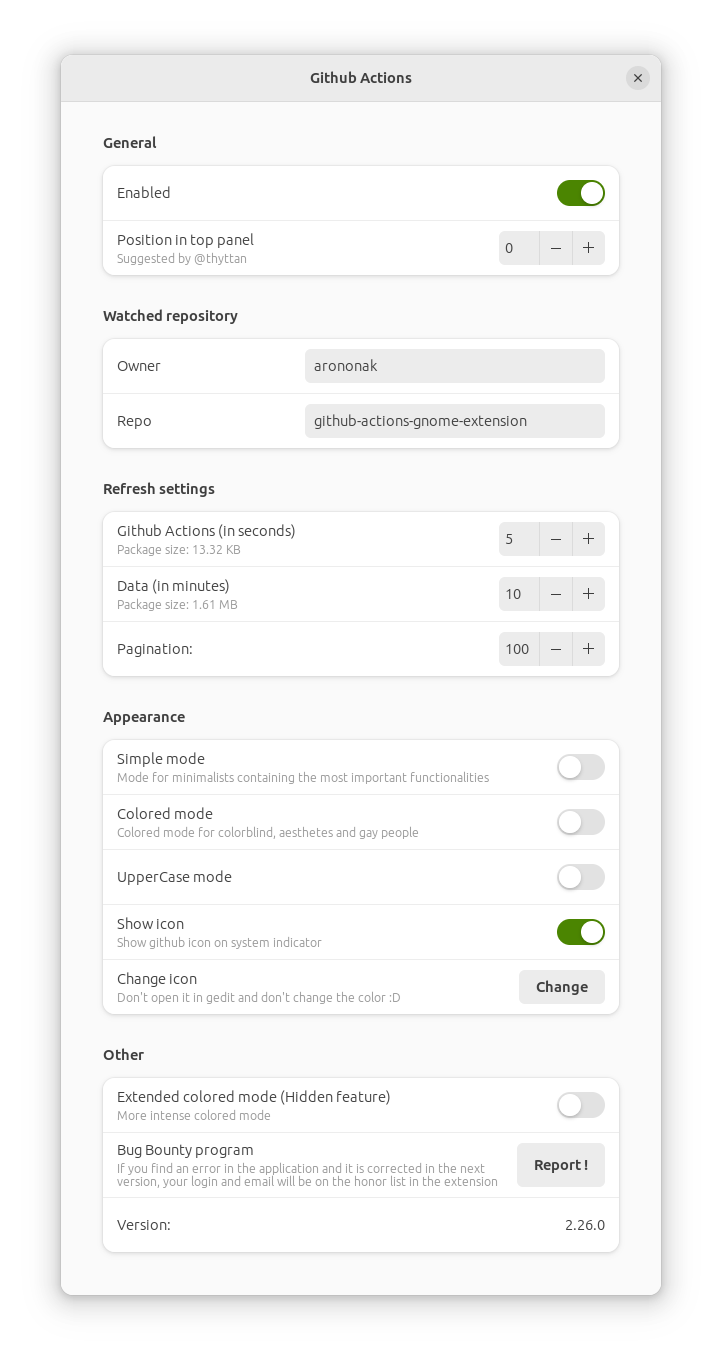 Github Actions
General
Enabled
Position in top panel
Suggested by @thyttan
0
Watched repository
Owner
arononak
Repo
github-actions-gnome-extension
Refresh settings
Github Actions (in seconds)
Package size: 13.32 KB
5
Data (in minutes)
Package size: 1.61 MB
10
Pagination:
100
Appearance
Simple mode
Mode for minimalists containing the most important functionalities
Colored mode
Colored mode for colorblind, aesthetes and gay people
UpperCase mode
Show icon
Show github icon on system indicator
Change icon
Don't open it in gedit and don't change the color :D
Change
Other
Extended colored mode (Hidden feature)
More intense colored mode
Bug Bounty program
If you find an error in the application and it is corrected in the next
version, your login and email will be on the honor list in the extension
Report !
Version:
2.26.0